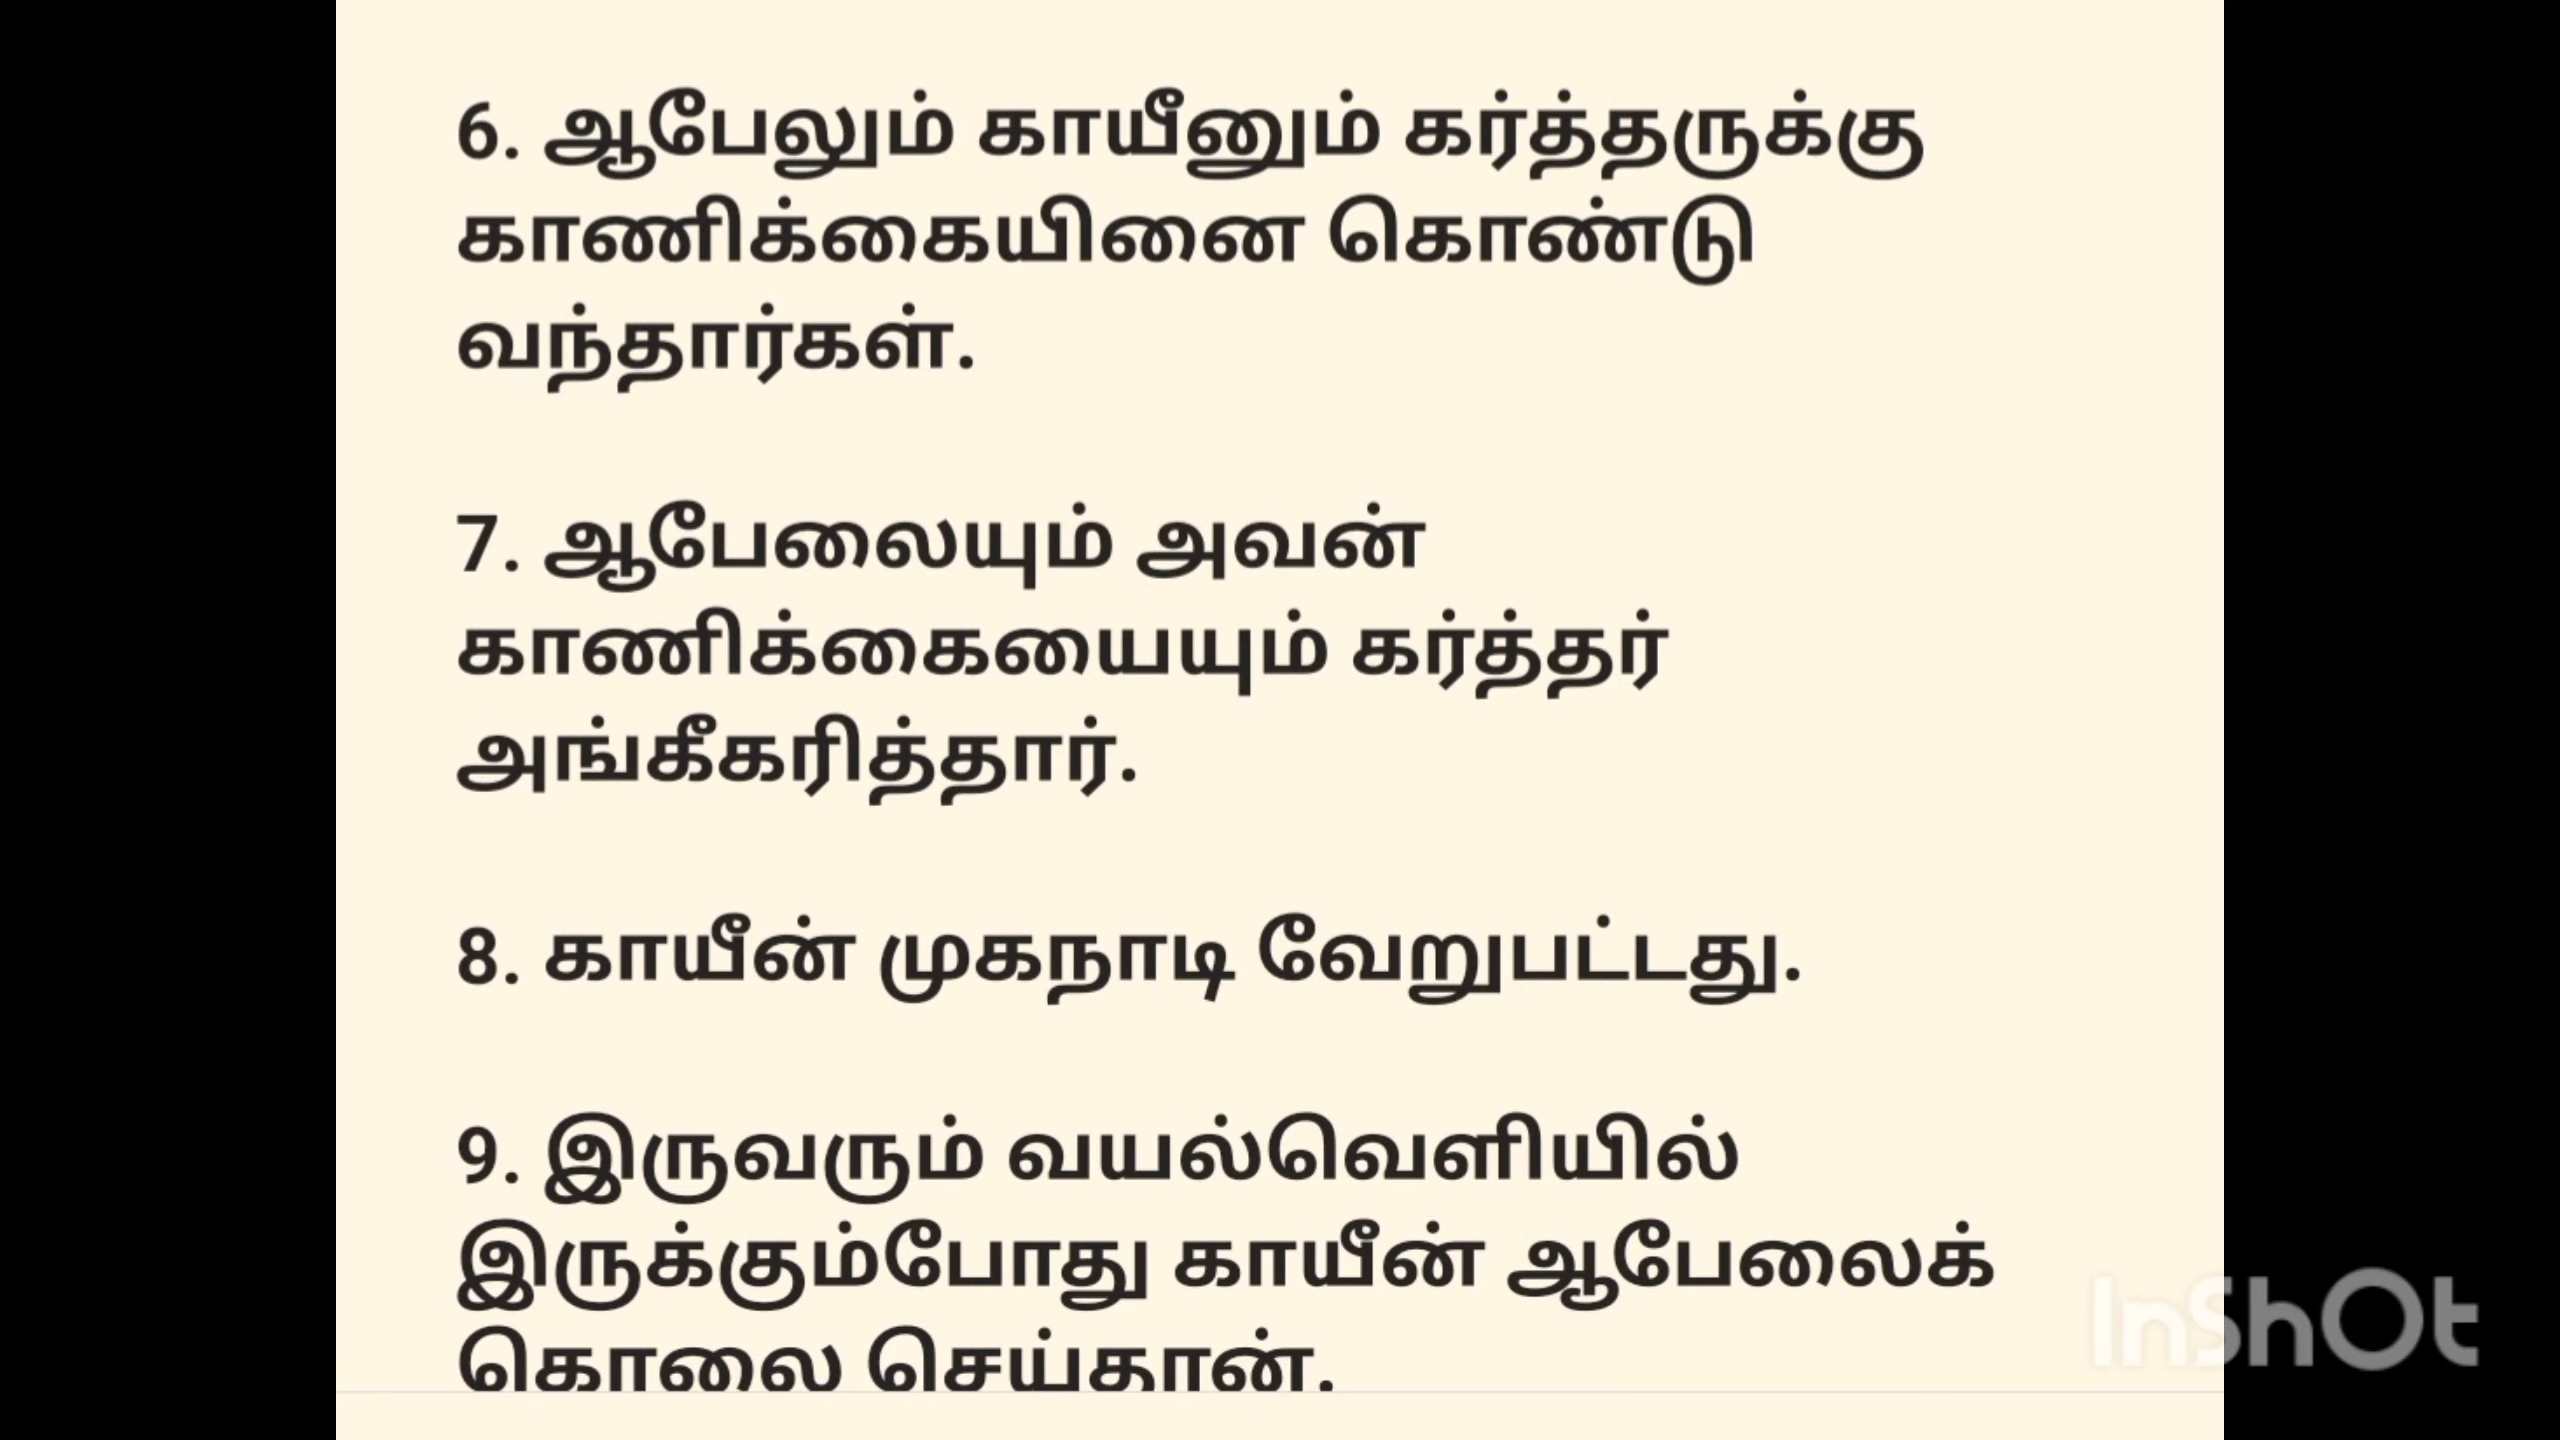 6. ஆபேலும் காயீனும் கர்த்தருக்கு
காணிக்கையினை கொண்டு
வந்தார்கள்.
7. ஆபேலையும் அவன்
காணிக்கையையும் கர்த்தர்
அங்கீகரித்தார்.
8. காயீன் முகநாடி வேறுபட்டது.
9. இருவரும் வயல்வெளியில்
இருக்கும்போது காயீன் ஆபேலைக்
கொலை செய்தான்.
InShOt